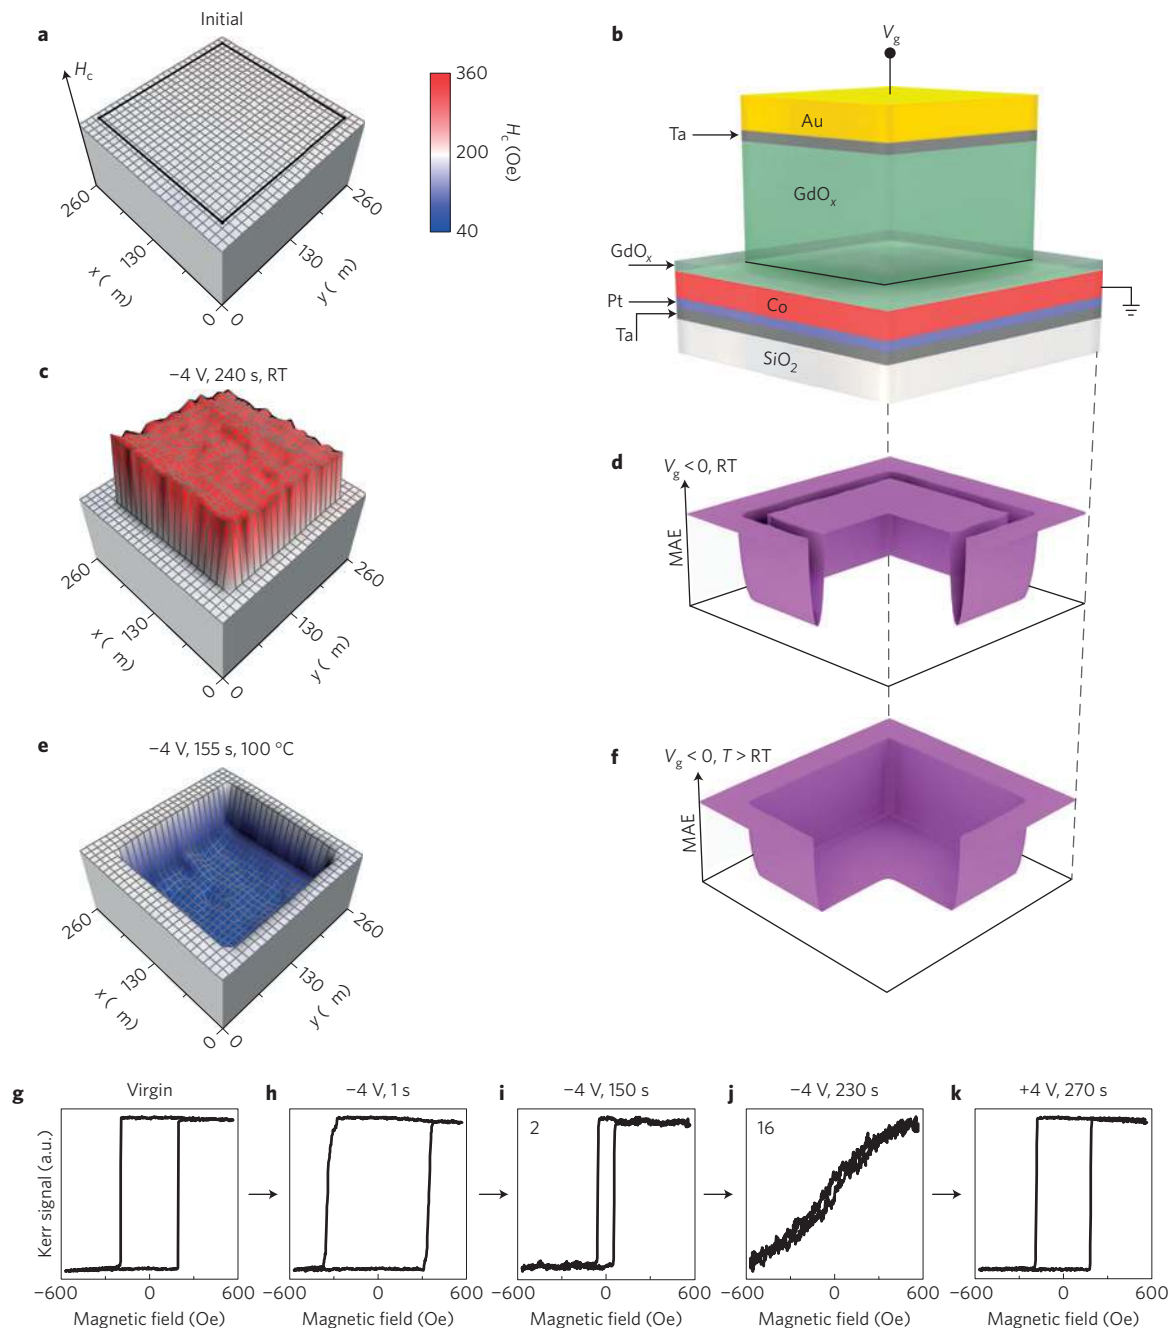 a
Initial
H_c
360
200
40
H_c (Oe)
260
130
0
x ( m)
0
130
260
y ( m)
b
V_g
Au
Ta
GdO_x
GdO_x
Pt
Ta
Co
SiO_2
c
−4 V, 240 s, RT
260
130
0
x ( m)
0
130
260
y ( m)
d
V_g < 0, RT
MAE
e
−4 V, 155 s, 100 °C
260
130
0
x ( m)
0
130
260
y ( m)
f
V_g < 0, T > RT
MAE
g
Virgin
h
−4 V, 1 s
i
−4 V, 150 s
j
−4 V, 230 s
k
+4 V, 270 s
2
16
Kerr signal (a.u.)
−600 0 600
−600 0 600
−600 0 600
−600 0 600
−600 0 600
Magnetic field (Oe)
Magnetic field (Oe)
Magnetic field (Oe)
Magnetic field (Oe)
Magnetic field (Oe)